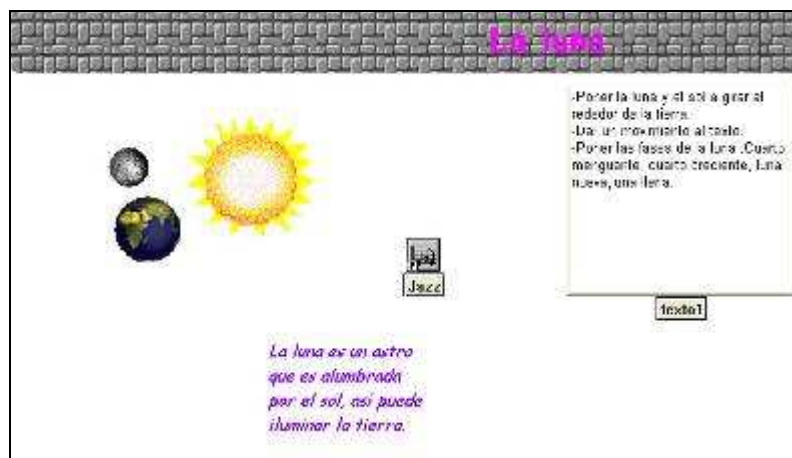 La luna
-Poner la luna y el sol a girar al
rededor de la tierra.
-Dar un movimiento al texto.
-Poner las fases de la luna .Cuarto
menguante, cuarto creciente, luna
nueva, una llena.
Jazz
texto1
La luna es un astro
que es alumbrada
por el sol, así puede
iluminar la tierra.